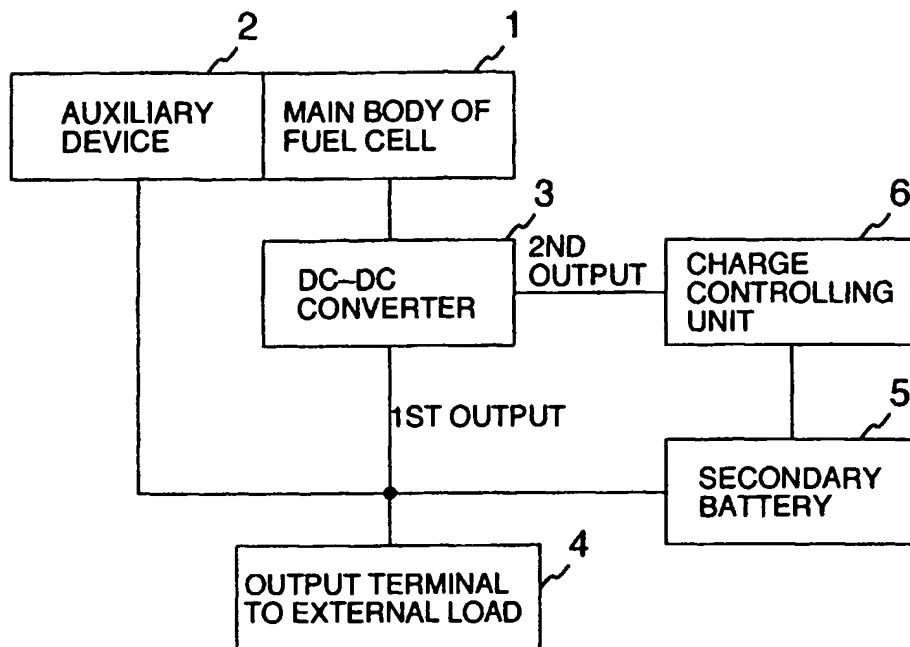 2
1
AUXILIARY
DEVICE
MAIN BODY OF
FUEL CELL
3
6
DC~DC
CONVERTER
2ND
OUTPUT
CHARGE
CONTROLLING
UNIT
1ST OUTPUT
5
SECONDARY
BATTERY
4
OUTPUT TERMINAL
TO EXTERNAL LOAD